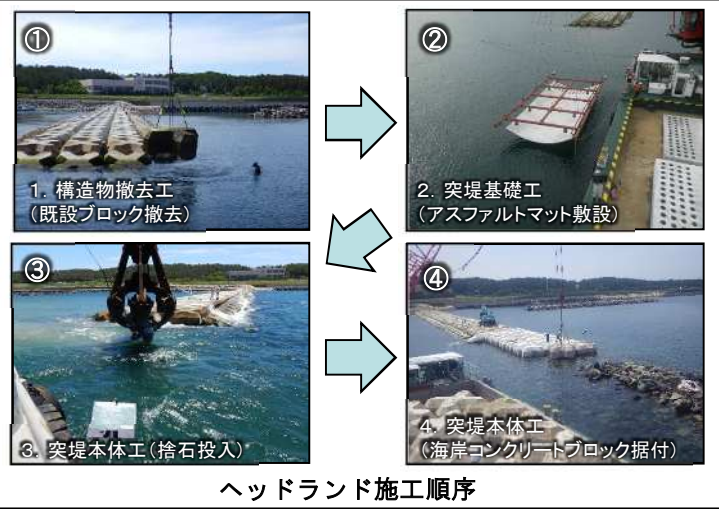 ①
1．構造物撤去工
（既設ブロック撤去）
②
2．突堤基礎工
（アスファルトマット敷設）
③
3．突堤本体工（捨石投入）
④
4．突堤本体工
（海岸コンクリートブロック据付）
ヘッドランド施工順序